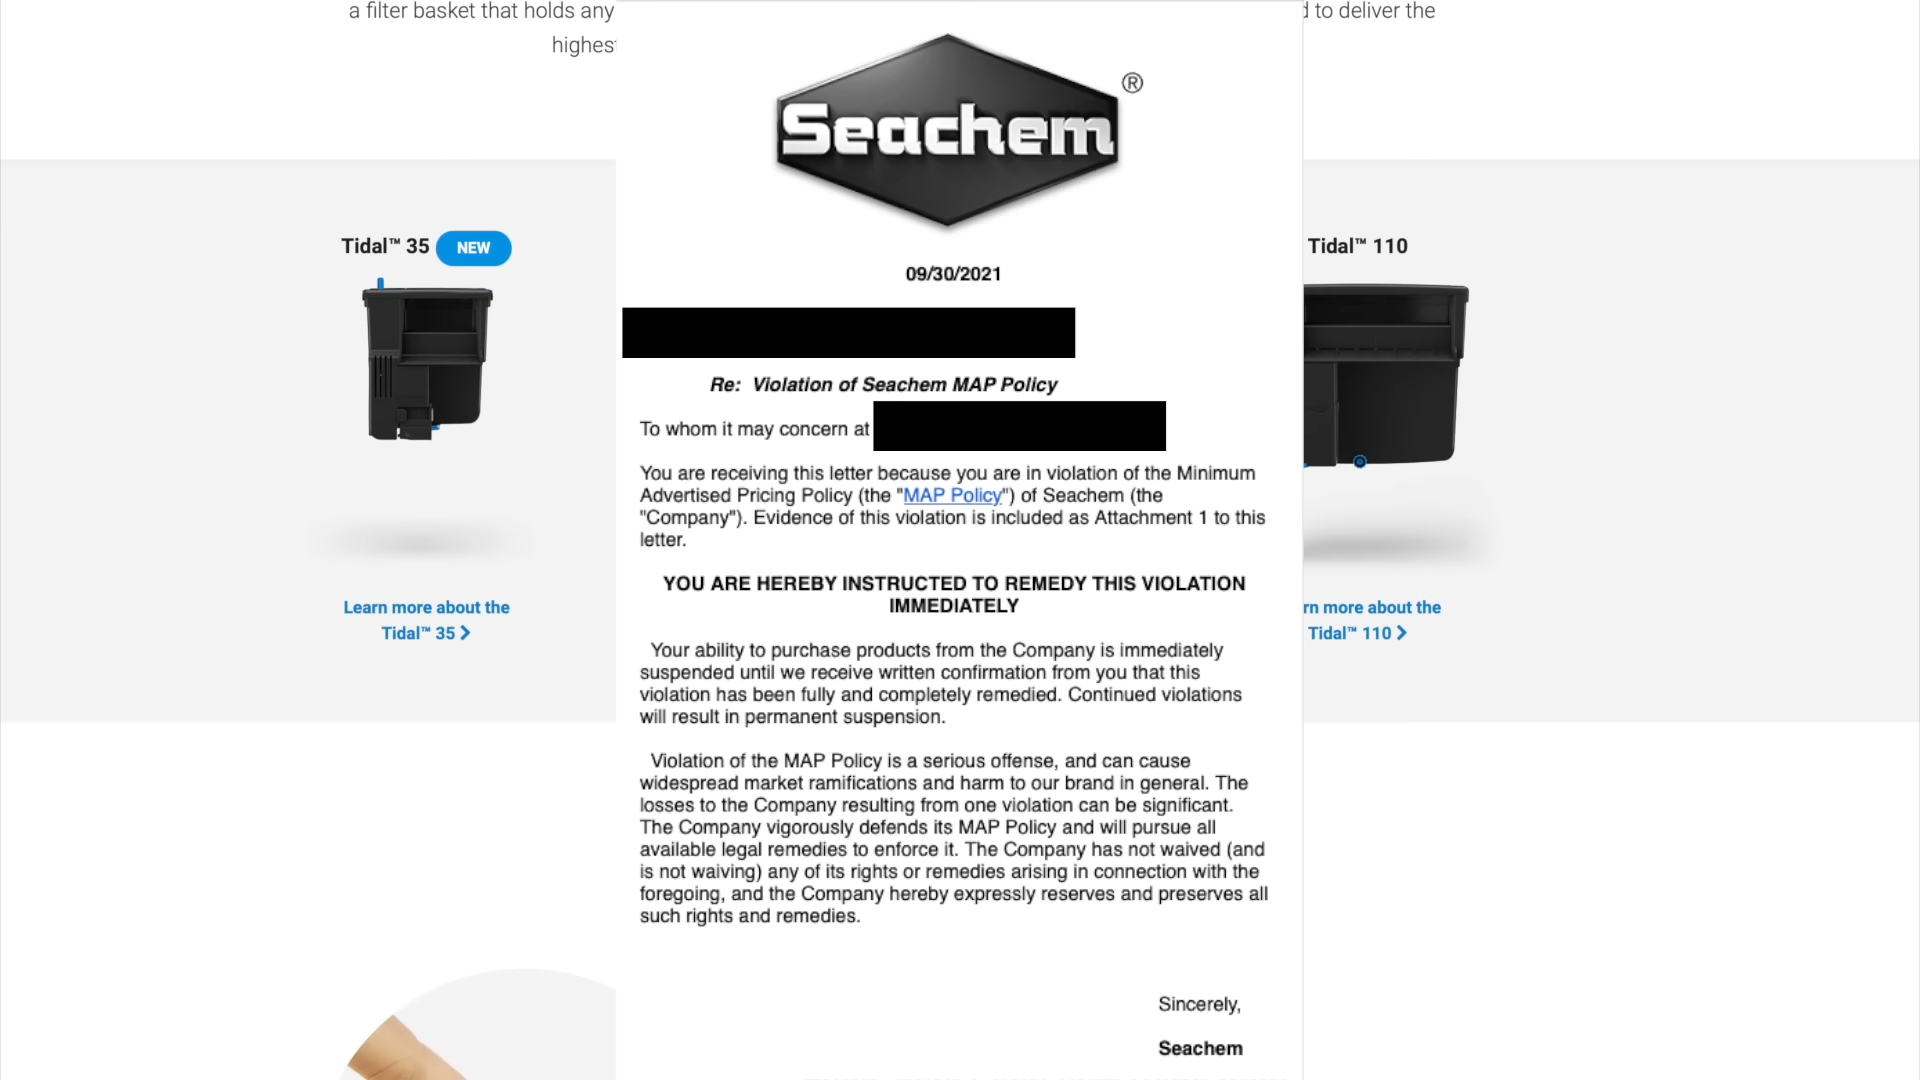 a filter basket that holds any
d to deliver the
highest
Seachem®
Tidal™ 35 NEW
Tidal™ 110
09/30/2021
Re: Violation of Seachem MAP Policy
To whom it may concern at
You are receiving this letter because you are in violation of the Minimum
Advertised Pricing Policy (the "MAP Policy") of Seachem (the
"Company"). Evidence of this violation is included as Attachment 1 to this
letter.
YOU ARE HEREBY INSTRUCTED TO REMEDY THIS VIOLATION
IMMEDIATELY
Your ability to purchase products from the Company is immediately
suspended until we receive written confirmation from you that this
violation has been fully and completely remedied. Continued violations
will result in permanent suspension.
Violation of the MAP Policy is a serious offense, and can cause
widespread market ramifications and harm to our brand in general. The
losses to the Company resulting from one violation can be significant.
The Company vigorously defends its MAP Policy and will pursue all
available legal remedies to enforce it. The Company has not waived (and
is not waiving) any of its rights or remedies arising in connection with the
foregoing, and the Company hereby expressly reserves and preserves all
such rights and remedies.
Sincerely,
Seachem
Learn more about the
Tidal™ 35 >
rn more about the
Tidal™ 110 >